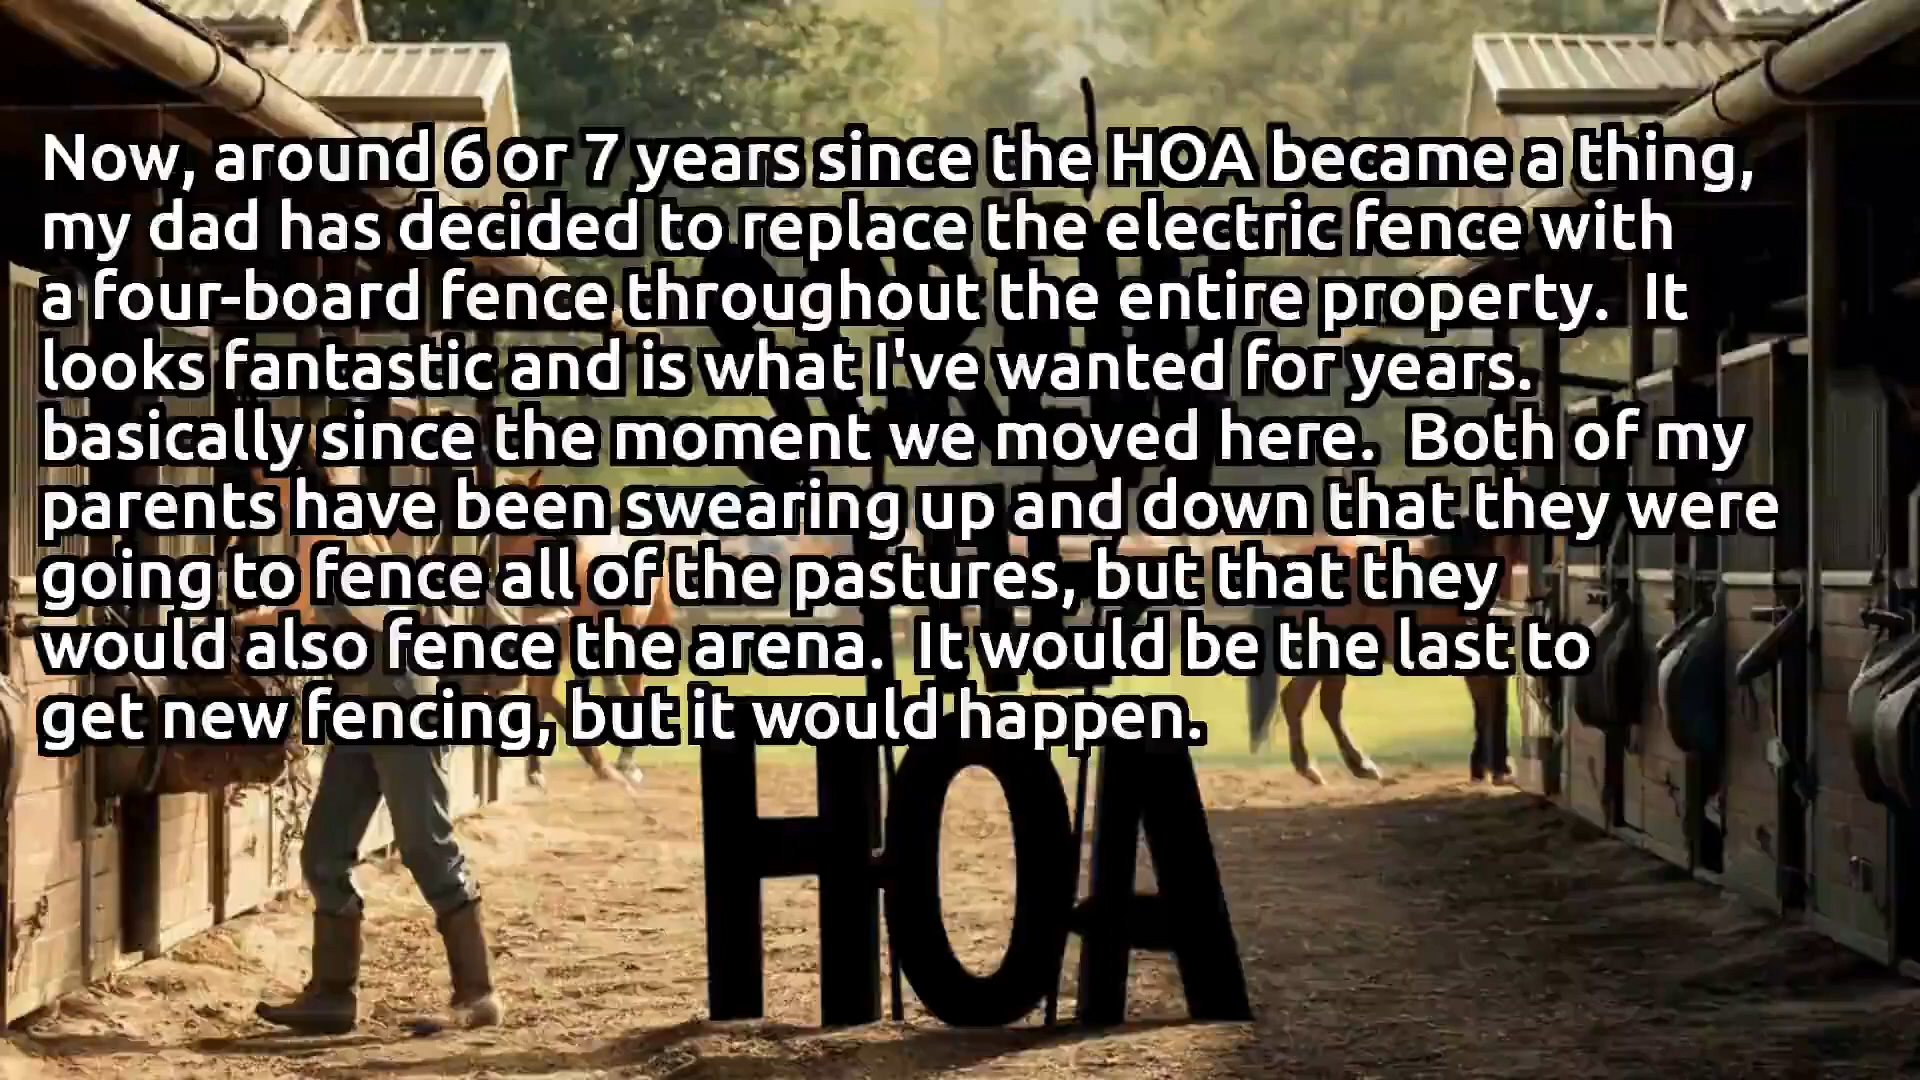 Now, around 6 or 7 years since the HOA became a thing,
my dad has decided to replace the electric fence with
a four-board fence throughout the entire property.  It
looks fantastic and is what I've wanted for years.
basically since the moment we moved here.  Both of my
parents have been swearing up and down that they were
going to fence all of the pastures, but that they
would also fence the arena.  It would be the last to
get new fencing, but it would happen.
HOA